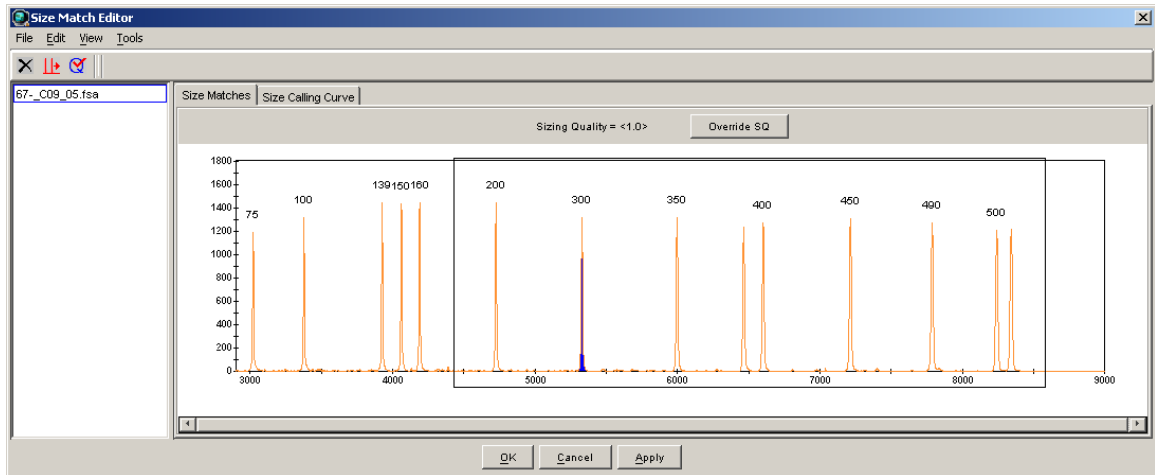 Size Match Editor
File Edit View Tools
67-_C09_05.fsa
Size Matches Size Calling Curve
Sizing Quality = <1.0> Override SQ
1800
1600
1400
1200
1000
800
600
400
200
0
75 100 139 150 160 200 300 350 400 450 490 500
3000 4000 5000 6000 7000 8000 9000
OK Cancel Apply